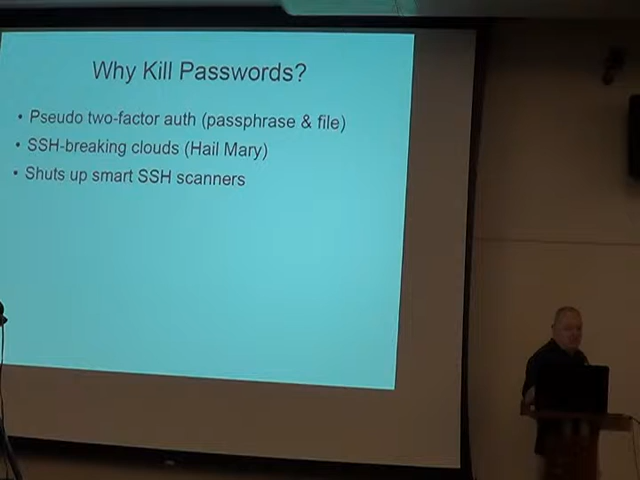 Why Kill Passwords?
• Pseudo two-factor auth (passphrase & file)
• SSH-breaking clouds (Hail Mary)
• Shuts up smart SSH scanners